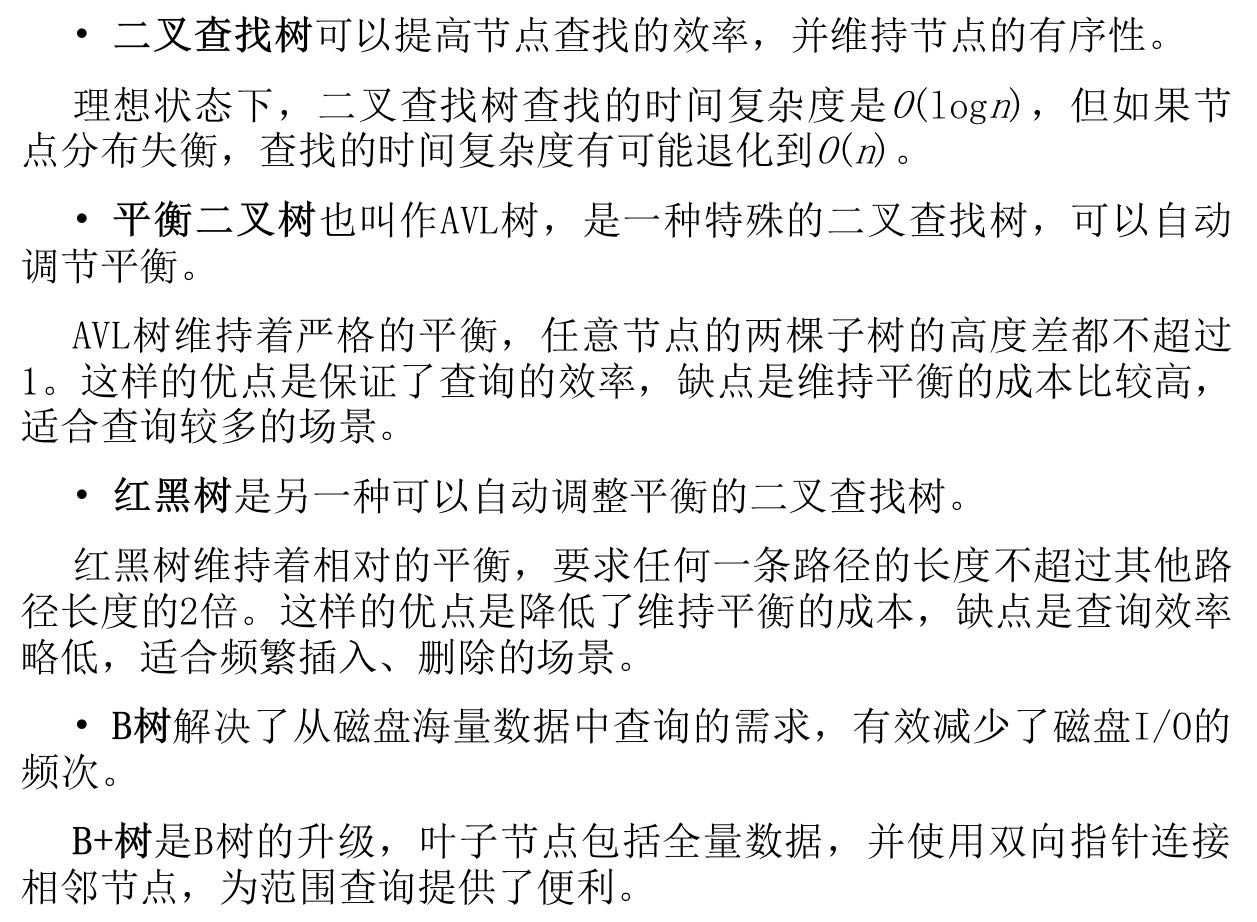 • 二叉查找树可以提高节点查找的效率，并维持节点的有序性。
理想状态下，二叉查找树查找的时间复杂度是O(logn)，但如果节
点分布失衡，查找的时间复杂度有可能退化到O(n)。
• 平衡二叉树也叫作AVL树，是一种特殊的二叉查找树，可以自动
调节平衡。
AVL树维持着严格的平衡，任意节点的两棵子树的高度差都不超过
1。这样的优点是保证了查询的效率，缺点是维持平衡的成本比较高，
适合查询较多的场景。
• 红黑树是另一种可以自动调整平衡的二叉查找树。
红黑树维持着相对的平衡，要求任何一条路径的长度不超过其他路
径长度的2倍。这样的优点是降低了维持平衡的成本，缺点是查询效率
略低，适合频繁插入、删除的场景。
• B树解决了从磁盘海量数据中查询的需求，有效减少了磁盘I/O的
频次。
B+树是B树的升级，叶子节点包括全量数据，并使用双向指针连接
相邻节点，为范围查询提供了便利。